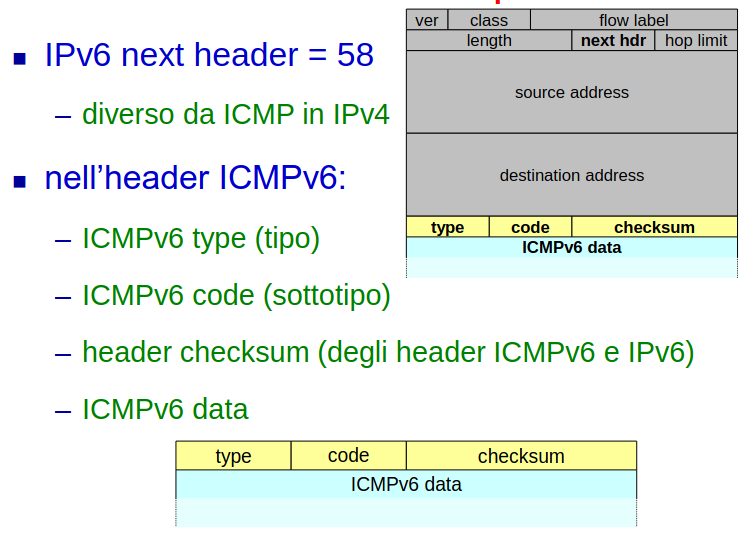 ver class flow label
length next hdr hop limit
source address
destination address
type code checksum
ICMPv6 data
IPv6 next header = 58
– diverso da ICMP in IPv4
nell’header ICMPv6:
– ICMPv6 type (tipo)
– ICMPv6 code (sottotipo)
– header checksum (degli header ICMPv6 e IPv6)
– ICMPv6 data
type code checksum
ICMPv6 data